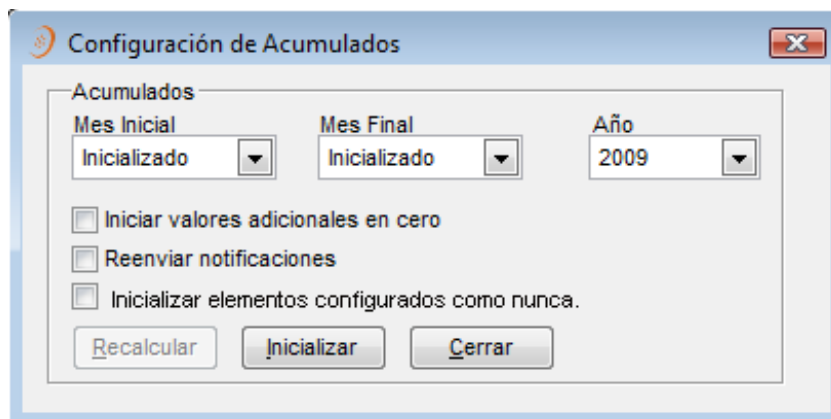 Configuración de Acumulados
Acumulados
Mes Inicial Mes Final Año
Inicializado Inicializado 2009
Iniciar valores adicionales en cero
Reenviar notificaciones
Inicializar elementos configurados como nunca.
Recalcular Inicializar Cerrar